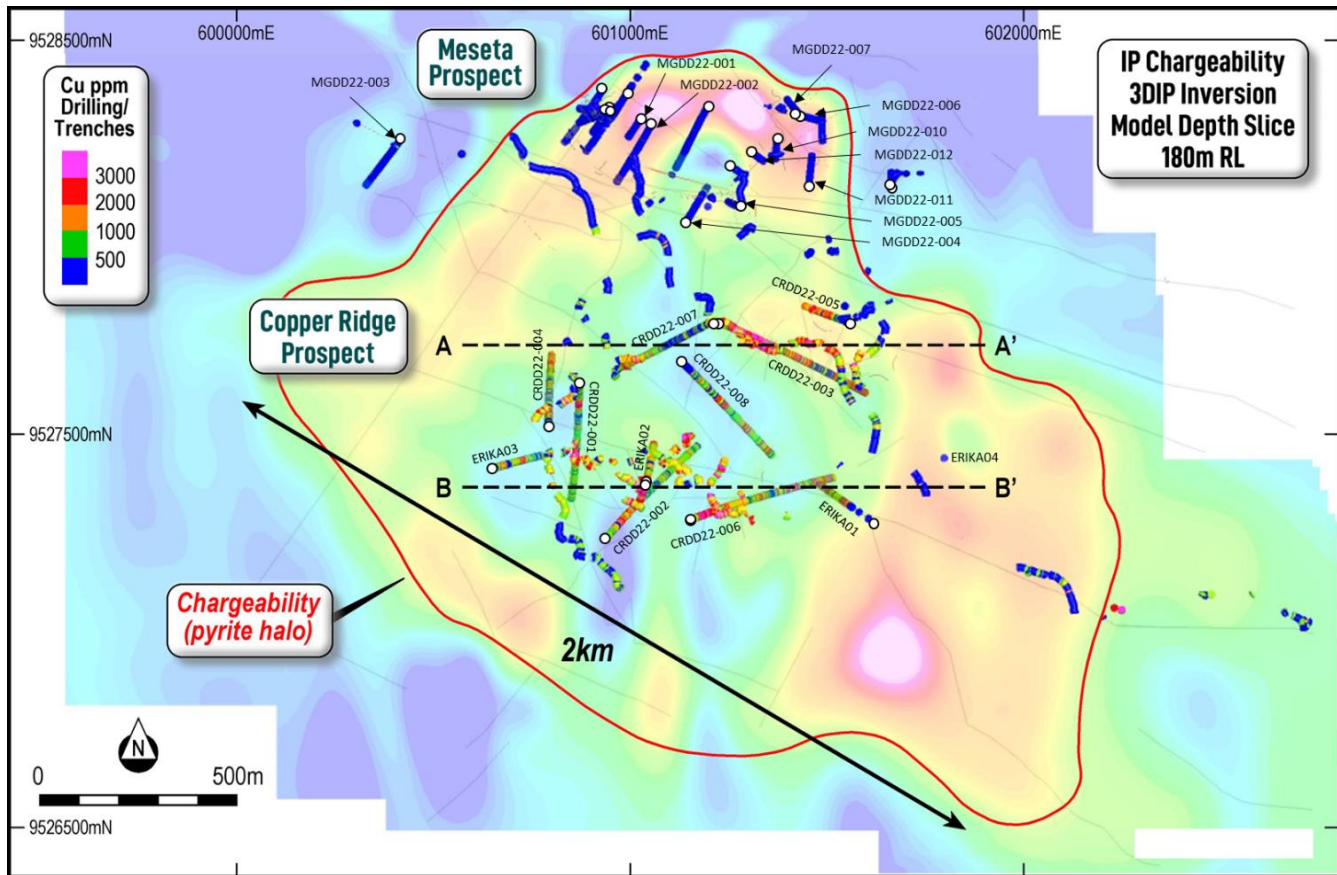 600000mE
601000mE
602000mE
9528500mN
Meseta
Prospect
MGDD22-007
IP Chargeability
3DIP Inversion
Model Depth Slice
180m RL
Cu ppm
Drilling/
Trenches
3000
2000
1000
500
MGDD22-003
MGDD22-001
MGDD22-002
MGDD22-006
MGDD22-010
MGDD22-012
MGDD22-011
MGDD22-005
MGDD22-004
Copper Ridge
Prospect
CRDD22-005
CRDD22-007
A
A'
CRDD22-004
CRDD22-001
CRDD22-008
CRDD22-003
9527500mN
ERIKA03
ERIKA02
ERIKA04
B
B'
CRDD22-002
CRDD22-006
ERIKA01
Chargeability
(pyrite halo)
2km
N
0
500m
9526500mN